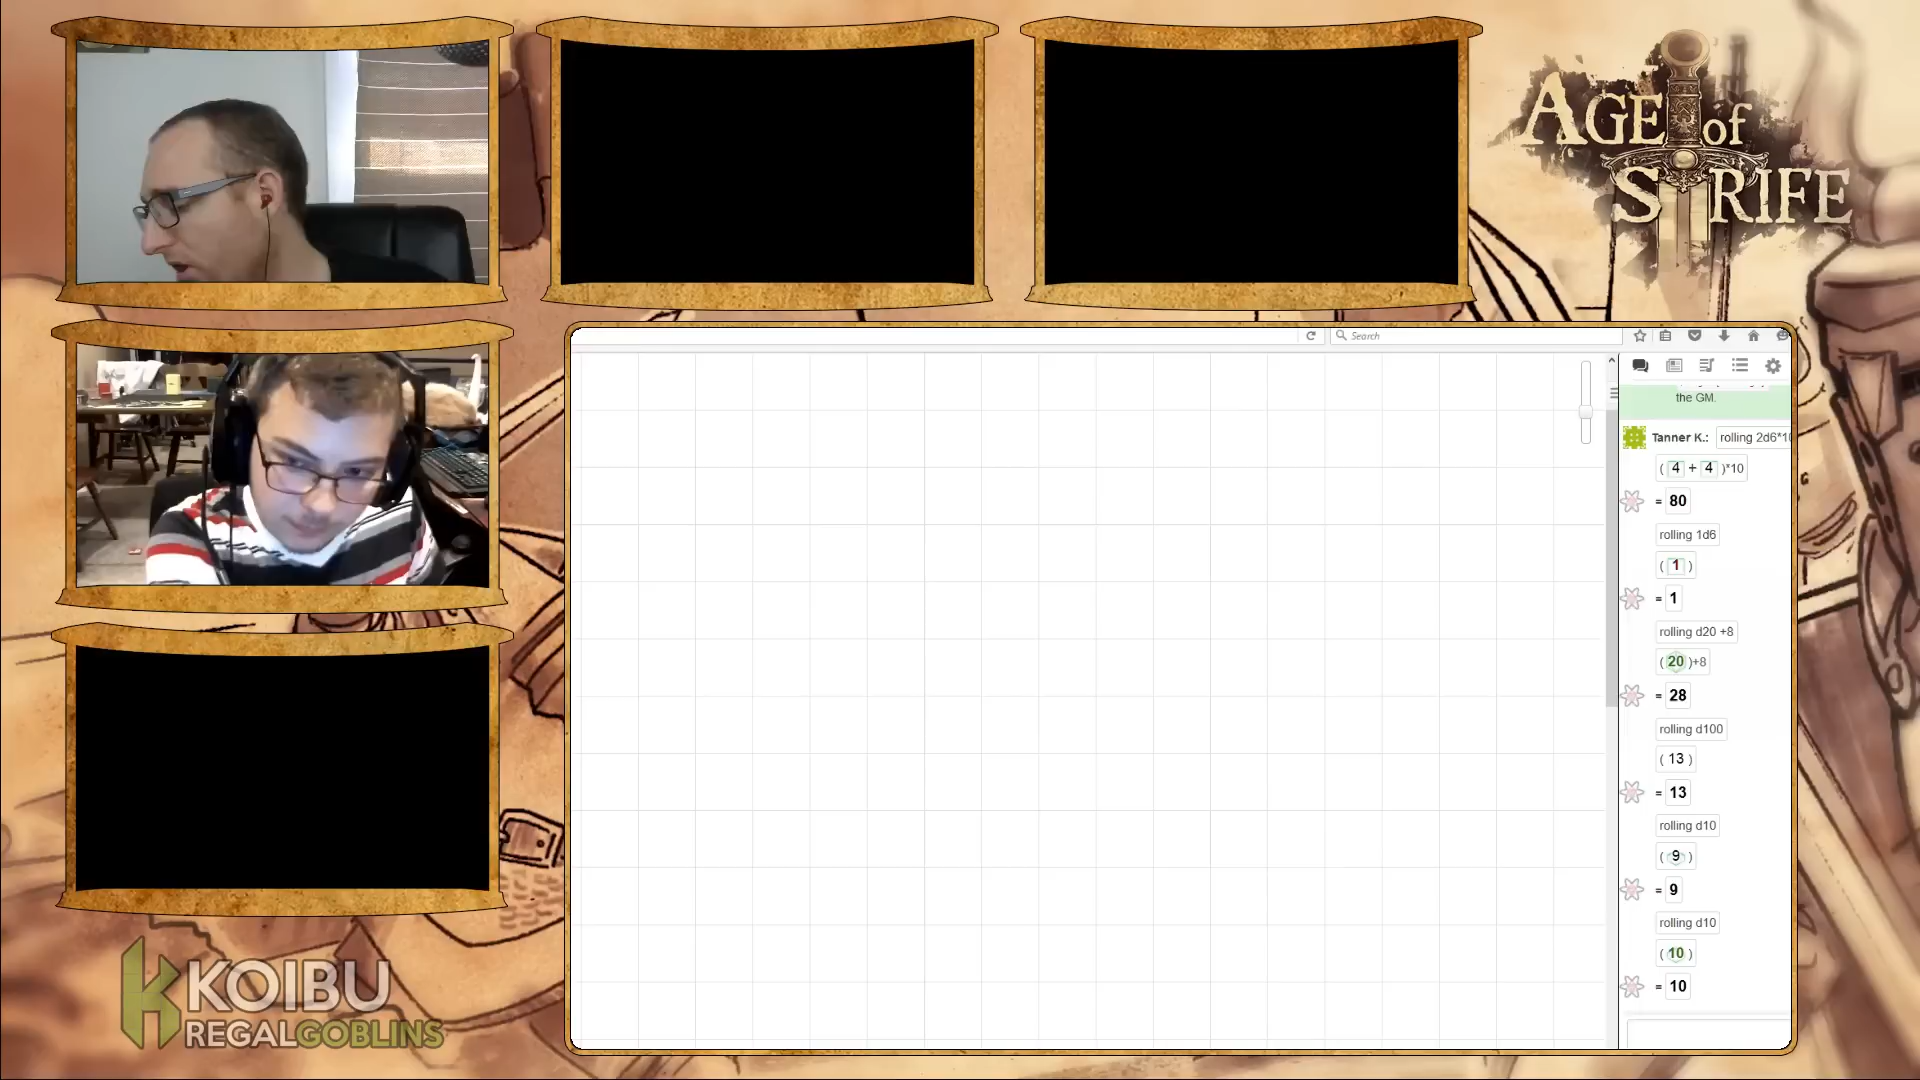 AGE of
STRIFE
Search
the GM.
Tanner K.: rolling 2d6*10
( 4 + 4 )*10
= 80
rolling 1d6
( 1 )
= 1
rolling d20 +8
( 20 )+8
= 28
rolling d100
( 13 )
= 13
rolling d10
( 9 )
= 9
rolling d10
( 10 )
= 10
KOIBU
REGALGOBLINS